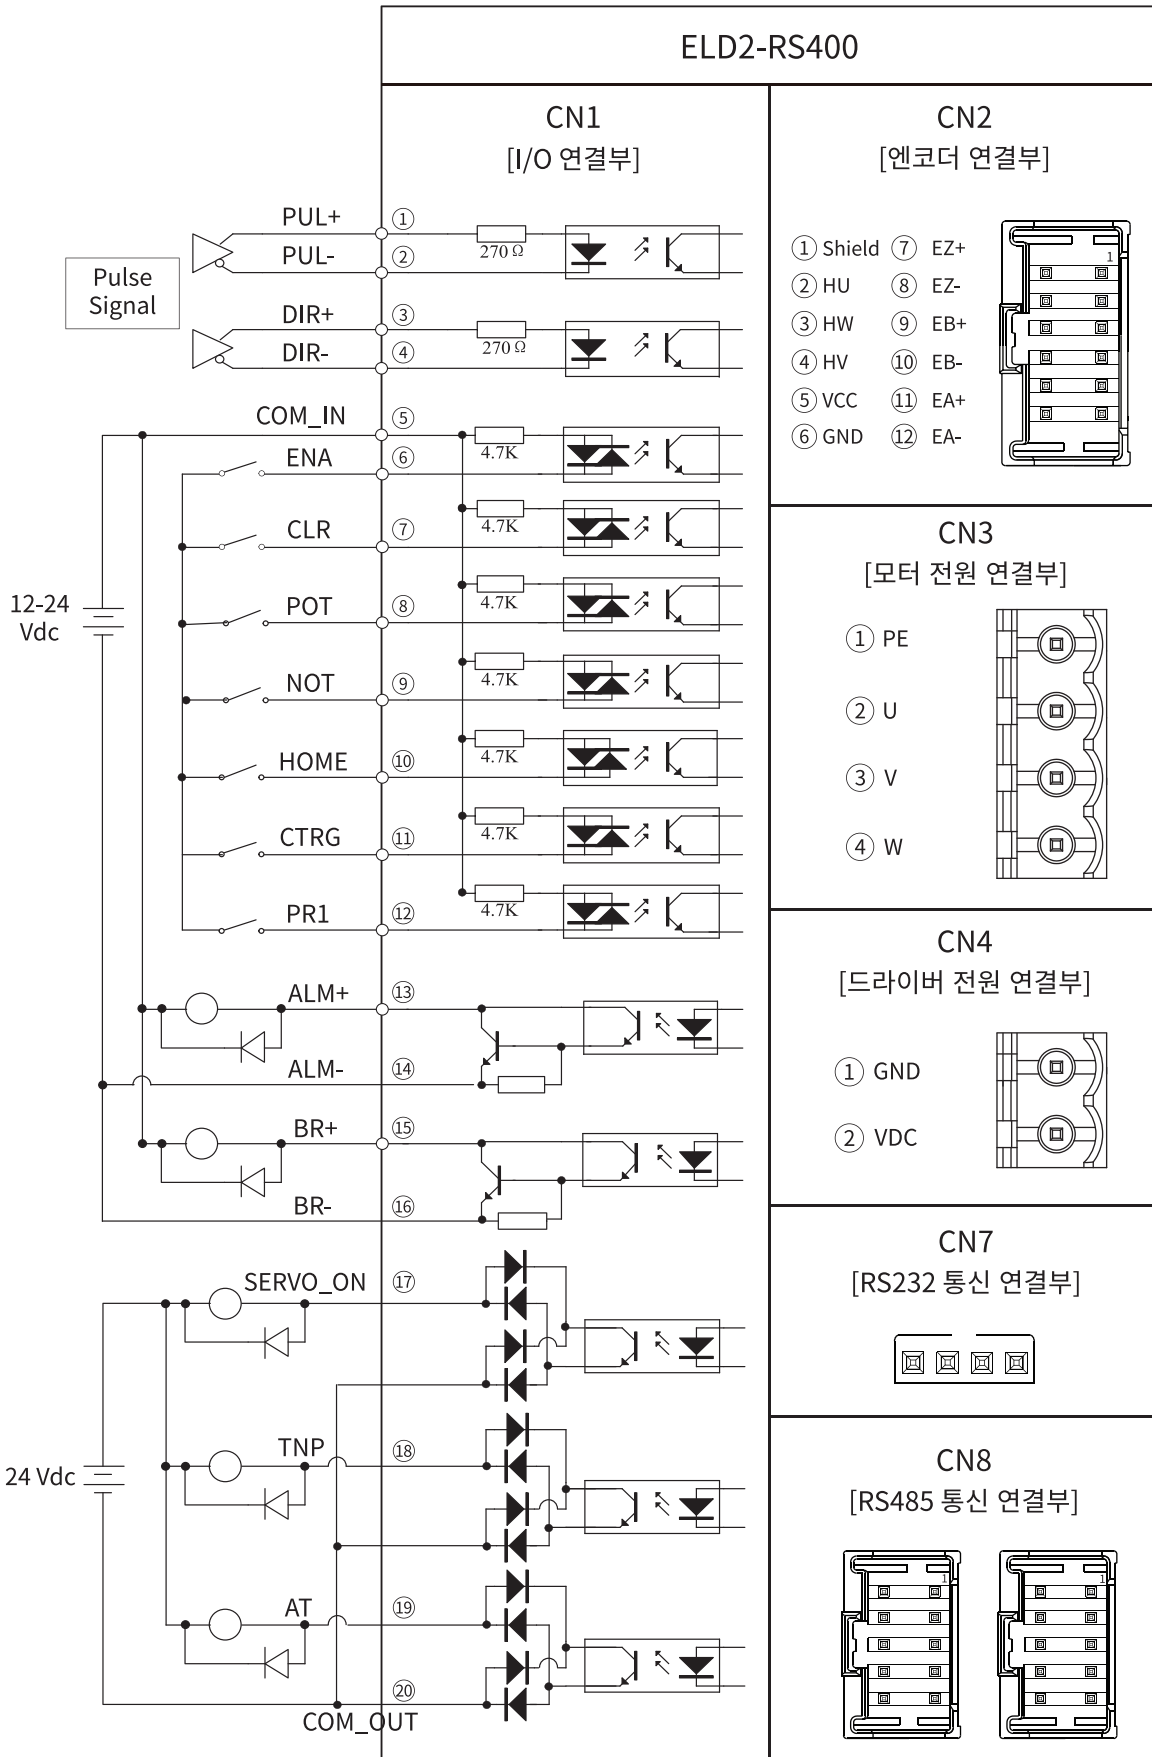 ELD2-RS400
CN1
[I/O 연결부]
PUL+ ①
PUL- ②
270 Ω
Pulse
Signal
DIR+ ③
DIR- ④
270 Ω
COM_IN ⑤
4.7K
ENA ⑥
4.7K
CLR ⑦
4.7K
POT ⑧
4.7K
NOT ⑨
4.7K
HOME ⑩
4.7K
CTRG ⑪
4.7K
PR1 ⑫
12-24
Vdc
ALM+ ⑬
ALM- ⑭
BR+ ⑮
BR- ⑯
SERVO_ON ⑰
TNP ⑱
24 Vdc
AT ⑲
⑳
COM_OUT
CN2
[엔코더 연결부]
① Shield ⑦ EZ+
② HU ⑧ EZ-
③ HW ⑨ EB+
④ HV ⑩ EB-
⑤ VCC ⑪ EA+
⑥ GND ⑫ EA-
1
CN3
[모터 전원 연결부]
① PE
② U
③ V
④ W
CN4
[드라이버 전원 연결부]
① GND
② VDC
CN7
[RS232 통신 연결부]
CN8
[RS485 통신 연결부]
1 1